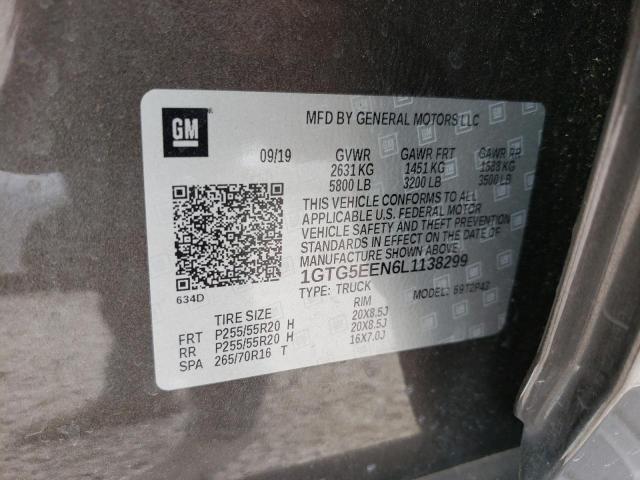 GM
MFD BY GENERAL MOTORS LLC
09/19 GVWR GAWR FRT GAWR RR
2631 KG 1451 KG 1588 KG
5800 LB 3200 LB 3500 LB
THIS VEHICLE CONFORMS TO ALL
APPLICABLE U.S. FEDERAL MOTOR
VEHICLE SAFETY AND THEFT PREVENTION
STANDARDS IN EFFECT ON THE DATE OF
MANUFACTURE SHOWN ABOVE.
1GTG5EEN6L1138299
TYPE: TRUCK MODEL:
634D
TIRE SIZE RIM
FRT P255/55R20 H 20X8.5J
RR P255/55R20 H 20X8.5J
SPA 265/70R16 T 16X7.0J